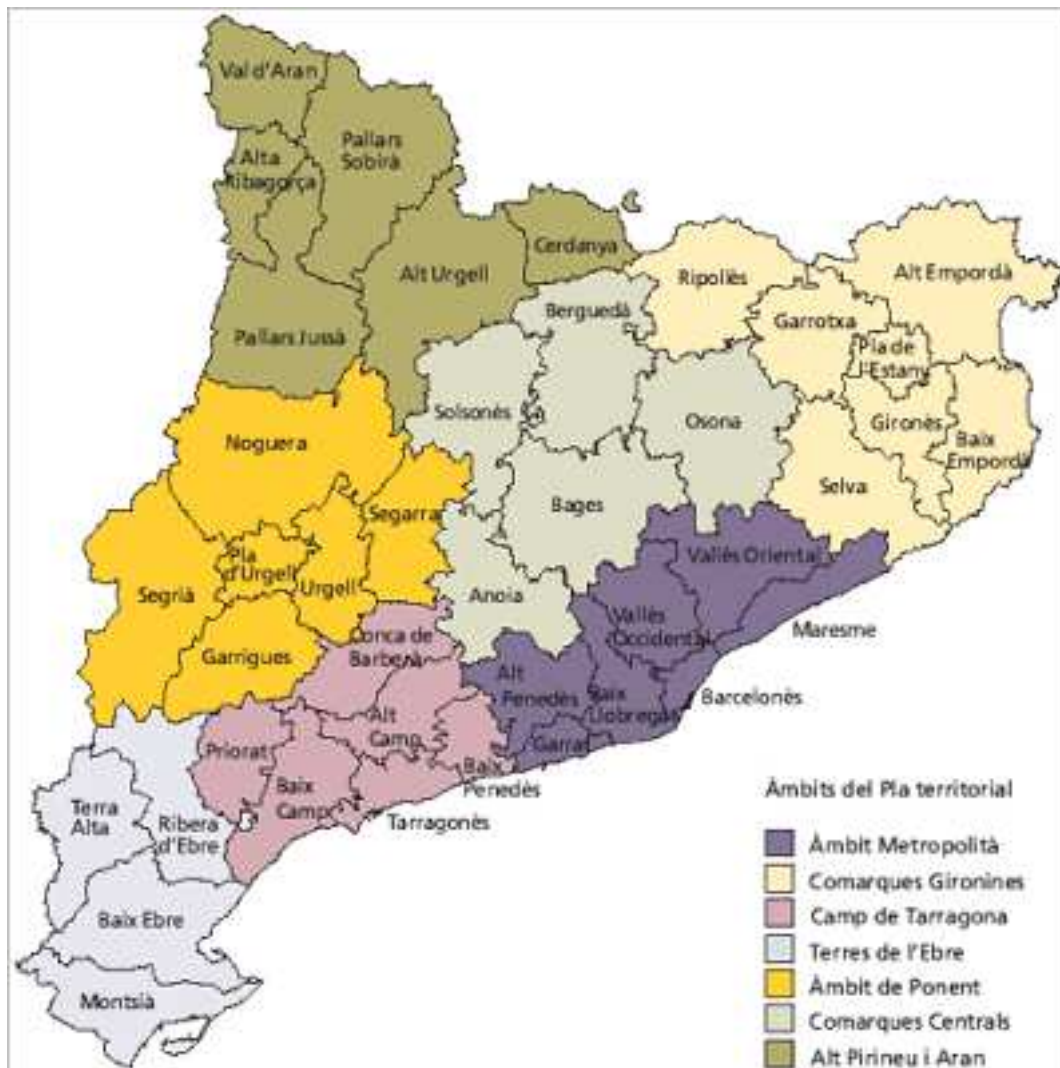 Val d'Aran
Pallars
Sobirà
Alta
Ribagorça
Cerdanya
Alt Urgell
Ripollès
Alt Empordà
Berguedà
Garrotxa
Pallars Jussà
Pla de
l'Estany
Solsonés
Osona
Gironès
Noguera
Baix
Empordà
Bages
Selva
Segarra
Vallès Oriental
Pla
d'Urgell
Urgell
Segrià
Anoia
Vallès
Occidental
Maresme
Conca de
Barberà
Garrigues
Alt
Penedès
Baix
Llobregat
Barcelonès
Alt
Camp
Garraf
Priorat
Baix
Penedès
Baix
Camp
Terra
Alta
Tarragonès
Ribera
d'Ebre
Baix Ebre
Montsià
Àmbits del Pla territorial
Àmbit Metropolità
Comarques Gironines
Camp de Tarragona
Terres de l'Ebre
Àmbit de Ponent
Comarques Centrals
Alt Pirineu i Aran